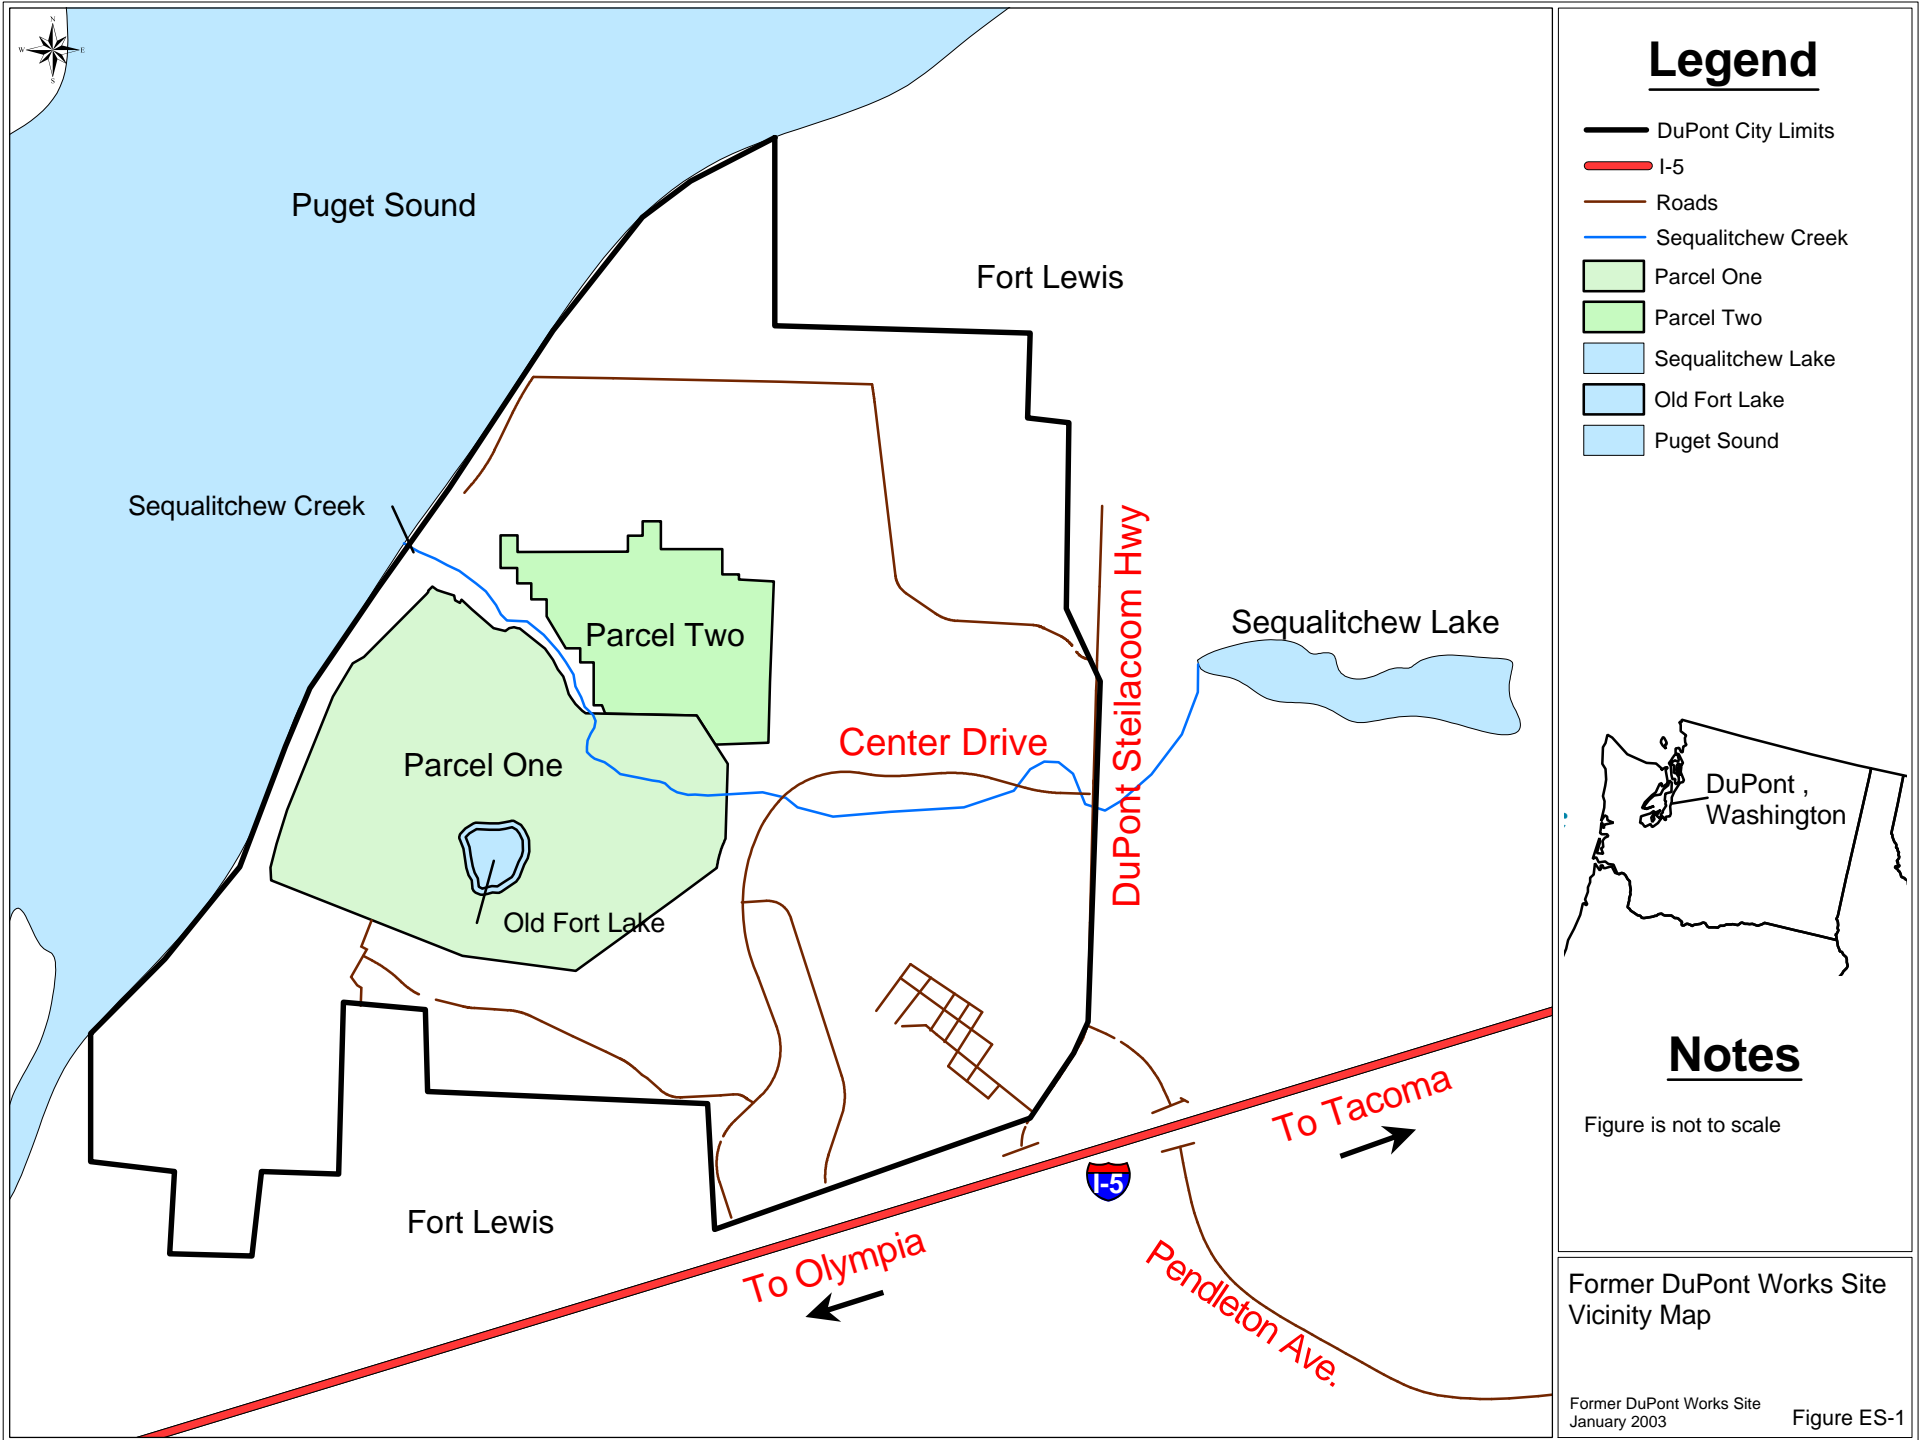 N
W
E
S
Puget Sound
Fort Lewis
Sequalitchew Creek
Parcel Two
DuPont Steilacoom Hwy
Sequalitchew Lake
Center Drive
Parcel One
Old Fort Lake
To Tacoma
I-5
Fort Lewis
To Olympia
Pendleton Ave.
Legend
DuPont City Limits
I-5
Roads
Sequalitchew Creek
Parcel One
Parcel Two
Sequalitchew Lake
Old Fort Lake
Puget Sound
DuPont ,
Washington
Notes
Figure is not to scale
Former DuPont Works Site
Vicinity Map
Former DuPont Works Site
January 2003
Figure ES-1